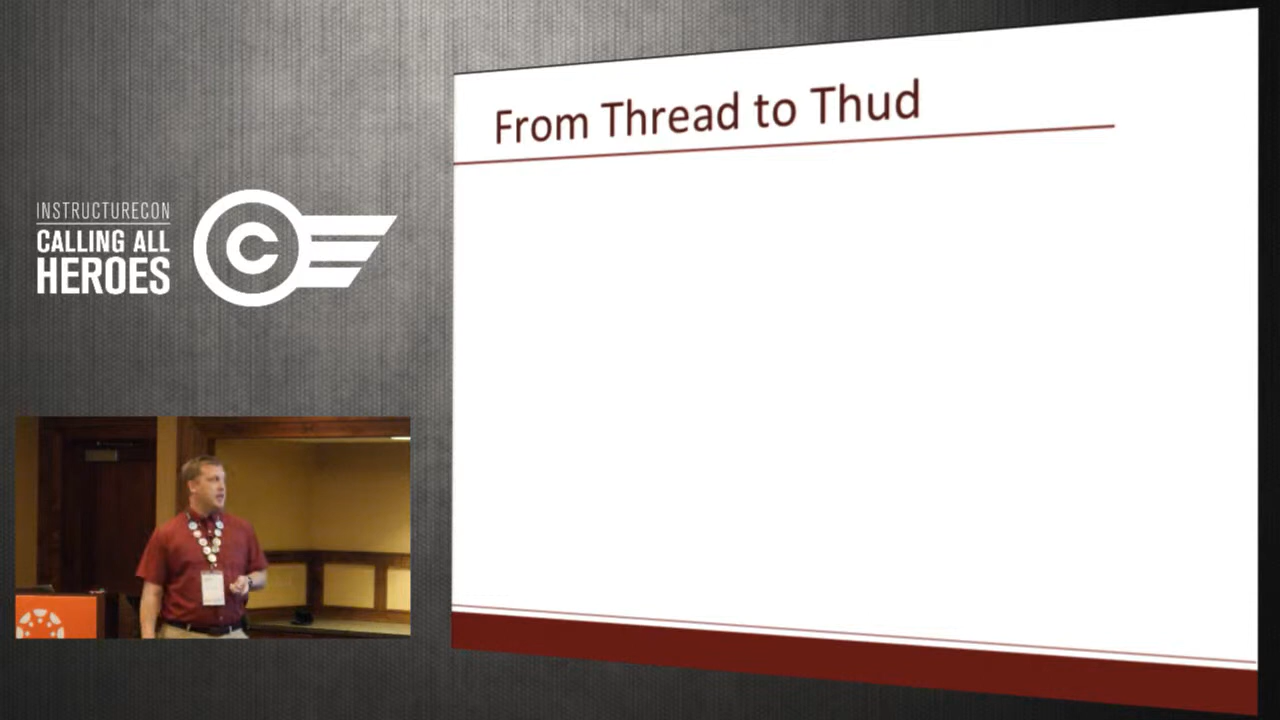 INSTRUCTURECON
CALLING ALL
HEROES
C
From Thread to Thud